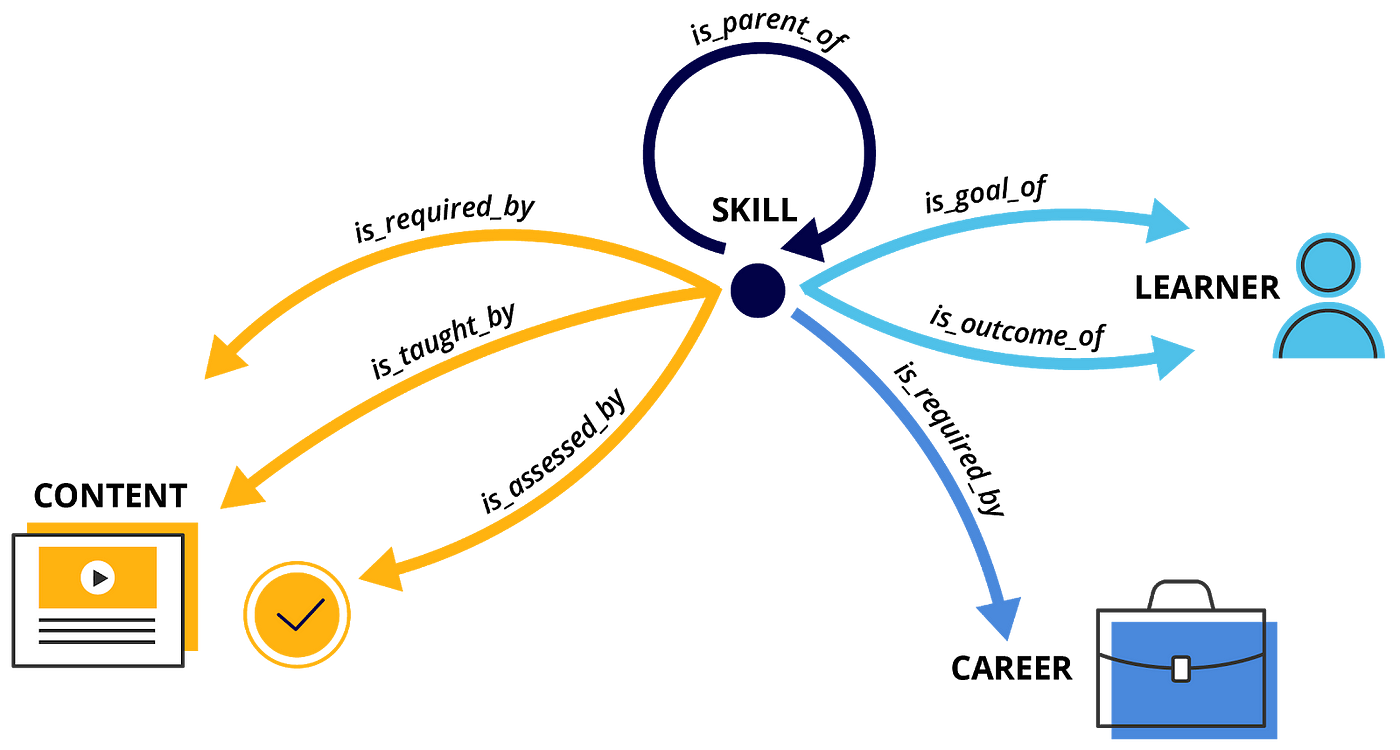 is_parent_of
SKILL
is_required_by
is_taught_by
is_assessed_by
is_goal_of
is_outcome_of
LEARNER
is_required_by
CONTENT
CAREER